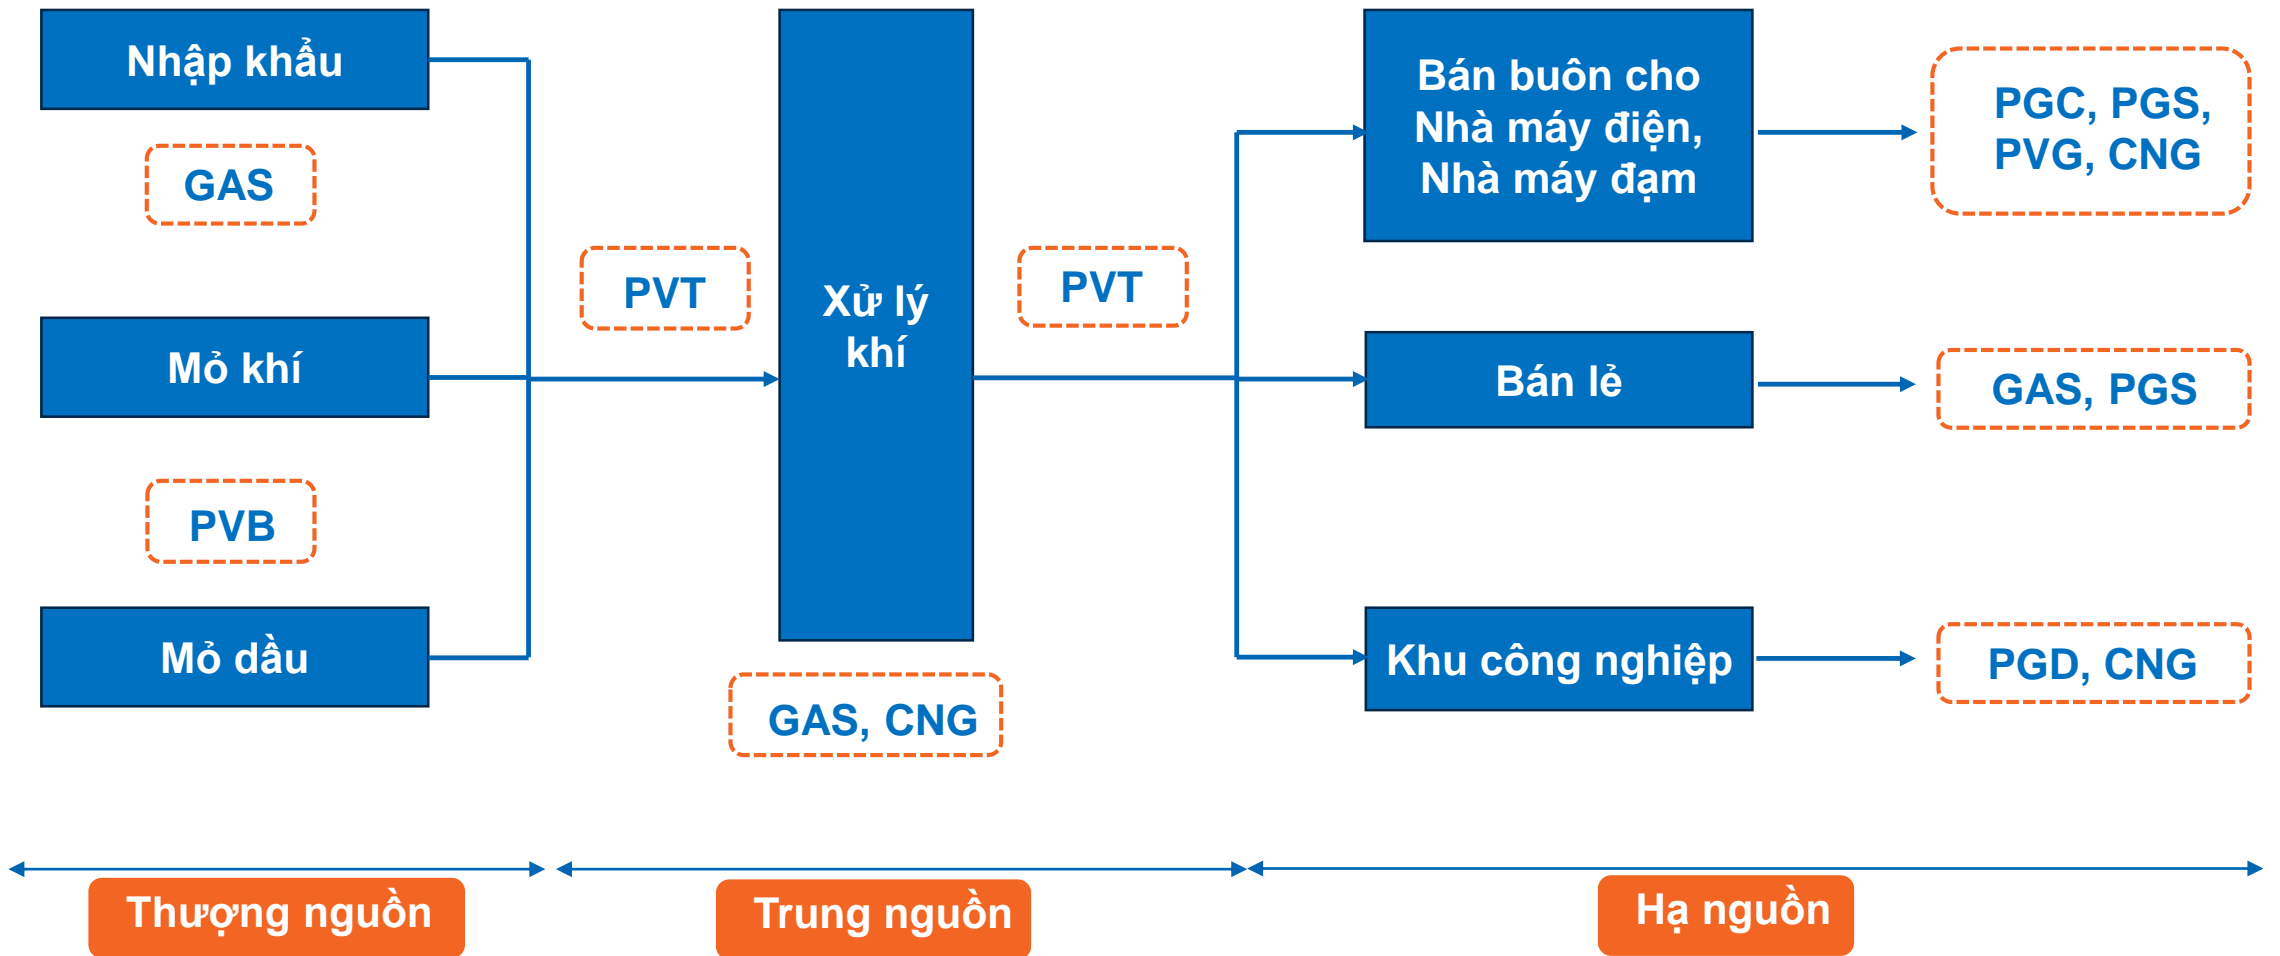 Nhập khẩu
GAS
Mỏ khí
PVB
Mỏ dầu
PVT
Xử lý
khí
GAS, CNG
PVT
Bán buôn cho
Nhà máy điện,
Nhà máy đạm
PGC, PGS,
PVG, CNG
Bán lẻ
GAS, PGS
Khu công nghiệp
PGD, CNG
Thượng nguồn
Trung nguồn
Hạ nguồn